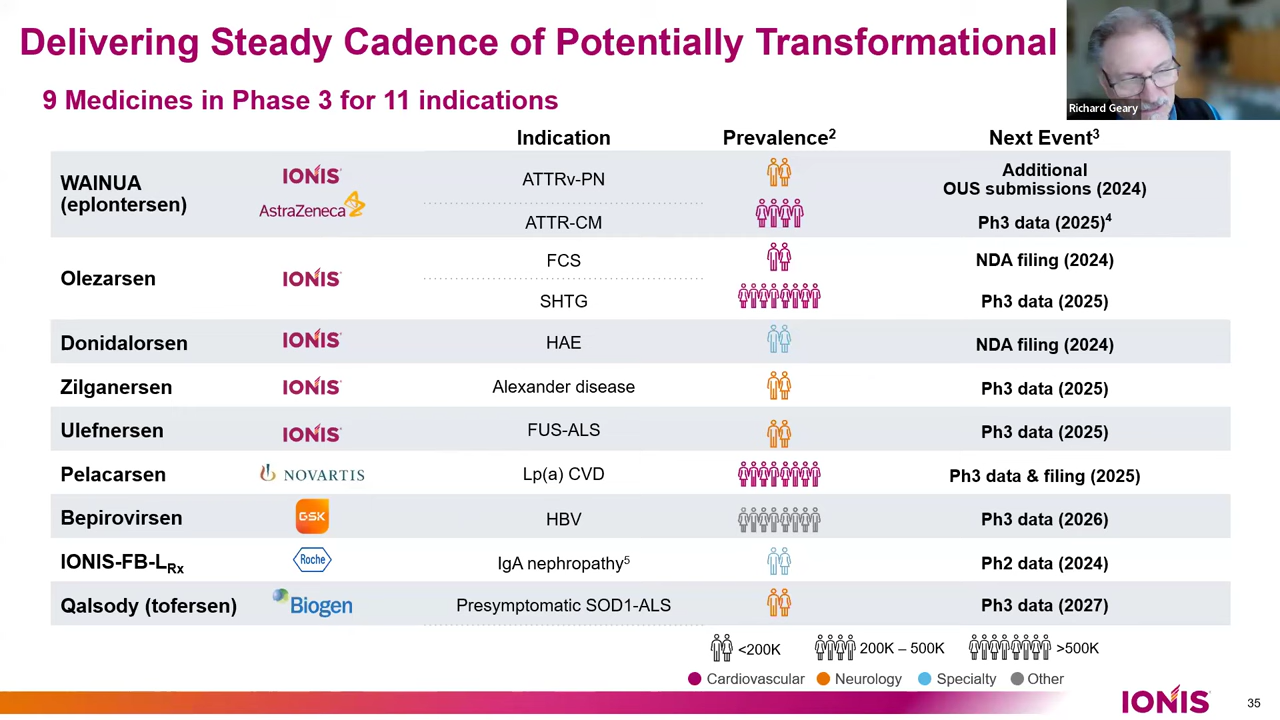 Delivering Steady Cadence of Potentially Transformational
Richard Geary
9 Medicines in Phase 3 for 11 indications
Indication Prevalence2 Next Event3
WAINUA
(eplontersen)
IONIS
AstraZeneca
ATTRv-PN
Additional
OUS submissions (2024)
ATTR-CM
Ph3 data (2025)4
Olezarsen
IONIS
FCS
NDA filing (2024)
SHTG
Ph3 data (2025)
Donidalorsen IONIS HAE NDA filing (2024)
Zilganersen IONIS Alexander disease Ph3 data (2025)
Ulefnersen IONIS FUS-ALS Ph3 data (2025)
Pelacarsen NOVARTIS Lp(a) CVD Ph3 data & filing (2025)
Bepirovirsen GSK HBV Ph3 data (2026)
IONIS-FB-LRx Roche IgA nephropathy5 Ph2 data (2024)
Qalsody (tofersen) Biogen Presymptomatic SOD1-ALS Ph3 data (2027)
<200K 200K – 500K >500K
Cardiovascular Neurology Specialty Other
IONIS 35